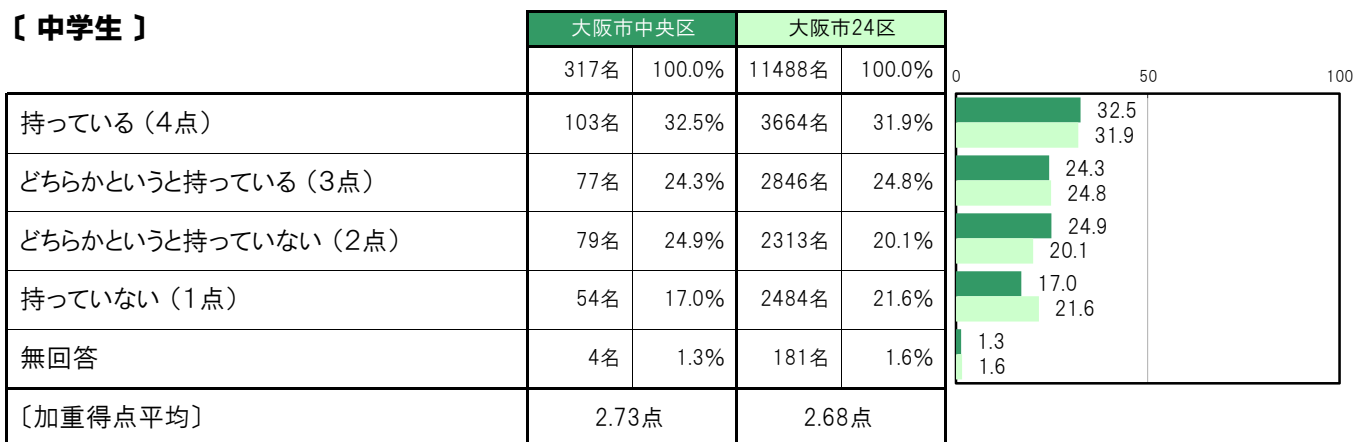 〔 中学生 〕
大阪市中央区 大阪市24区
317名 100.0% 11488名 100.0%
0 50 100
持っている（4点） 103名 32.5% 3664名 31.9%
32.5
31.9
どちらかというと持っている（3点） 77名 24.3% 2846名 24.8%
24.3
24.8
どちらかというと持っていない（2点） 79名 24.9% 2313名 20.1%
24.9
20.1
持っていない（1点） 54名 17.0% 2484名 21.6%
17.0
21.6
無回答 4名 1.3% 181名 1.6%
1.3
1.6
〔加重得点平均〕 2.73点 2.68点